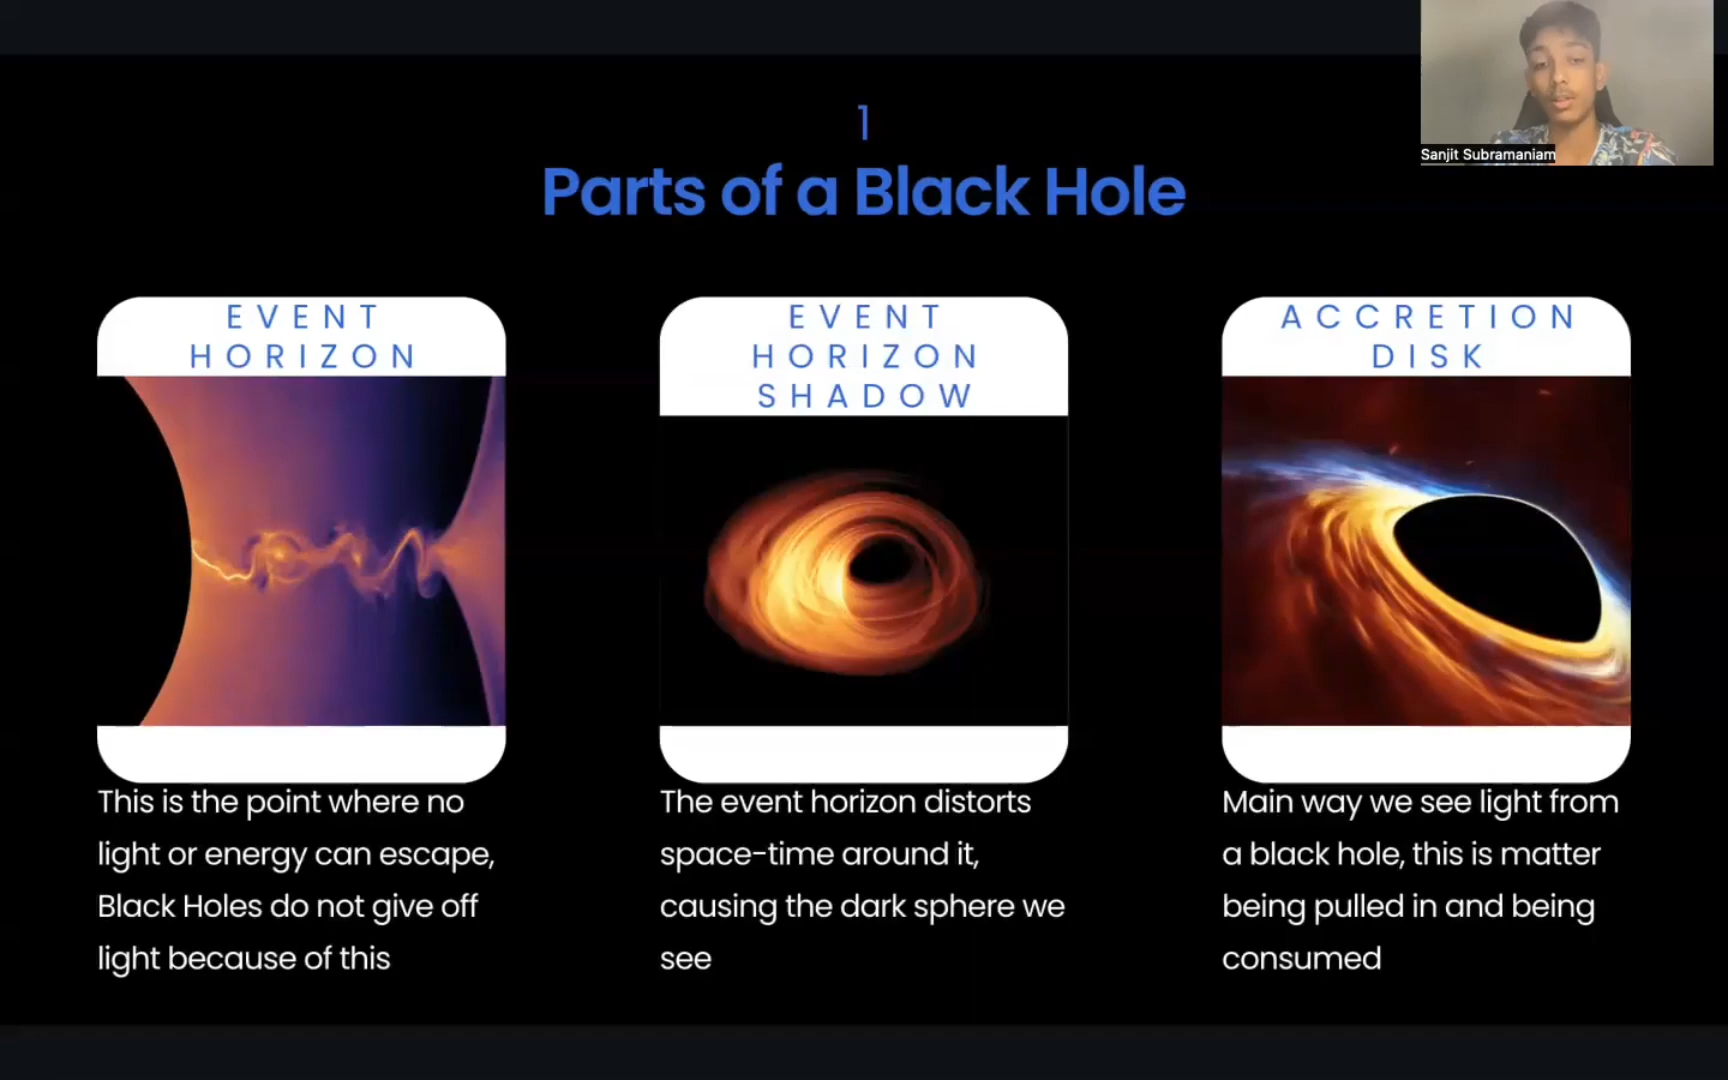 1
Parts of a Black Hole
Sanjit Subramaniam
EVENT
HORIZON
This is the point where no
light or energy can escape,
Black Holes do not give off
light because of this
EVENT
HORIZON
SHADOW
The event horizon distorts
space-time around it,
causing the dark sphere we
see
ACCRETION
DISK
Main way we see light from
a black hole, this is matter
being pulled in and being
consumed